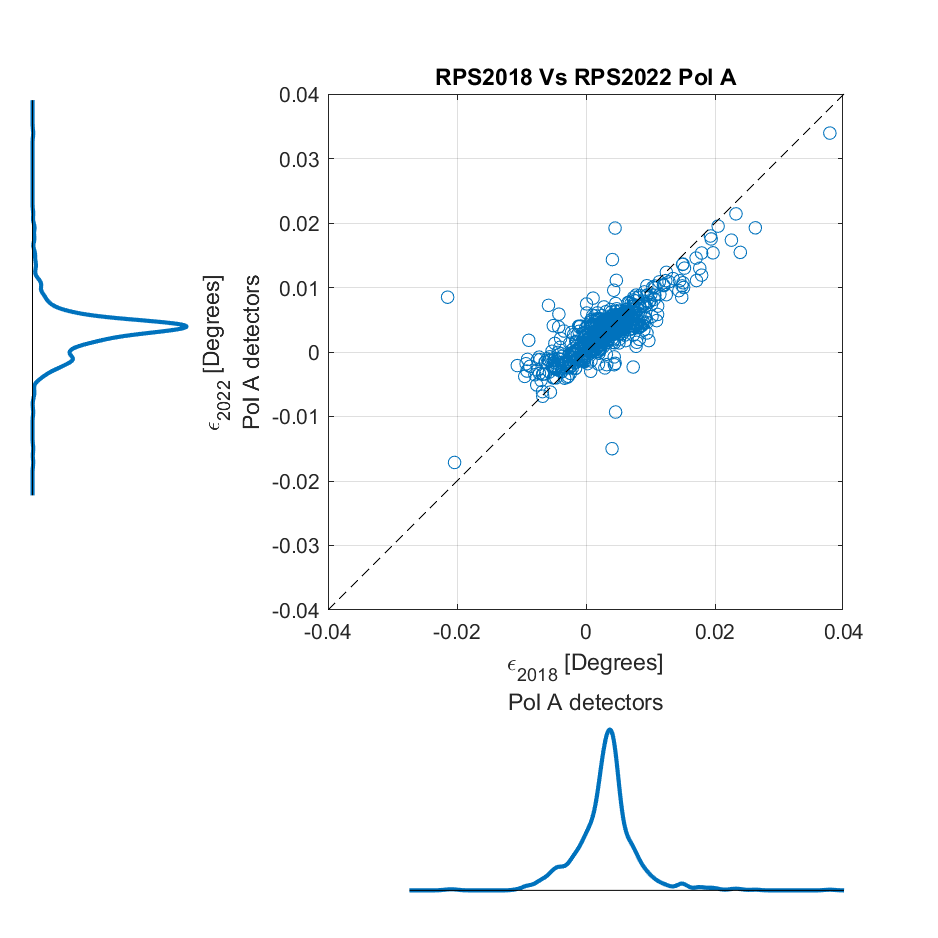 RPS2018 Vs RPS2022 Pol A
0.04
0.03
0.02
0.01
0
-0.01
-0.02
-0.03
-0.04
-0.04 -0.02 0 0.02 0.04
ϵ2022 [Degrees]
Pol A detectors
ϵ2018 [Degrees]
Pol A detectors